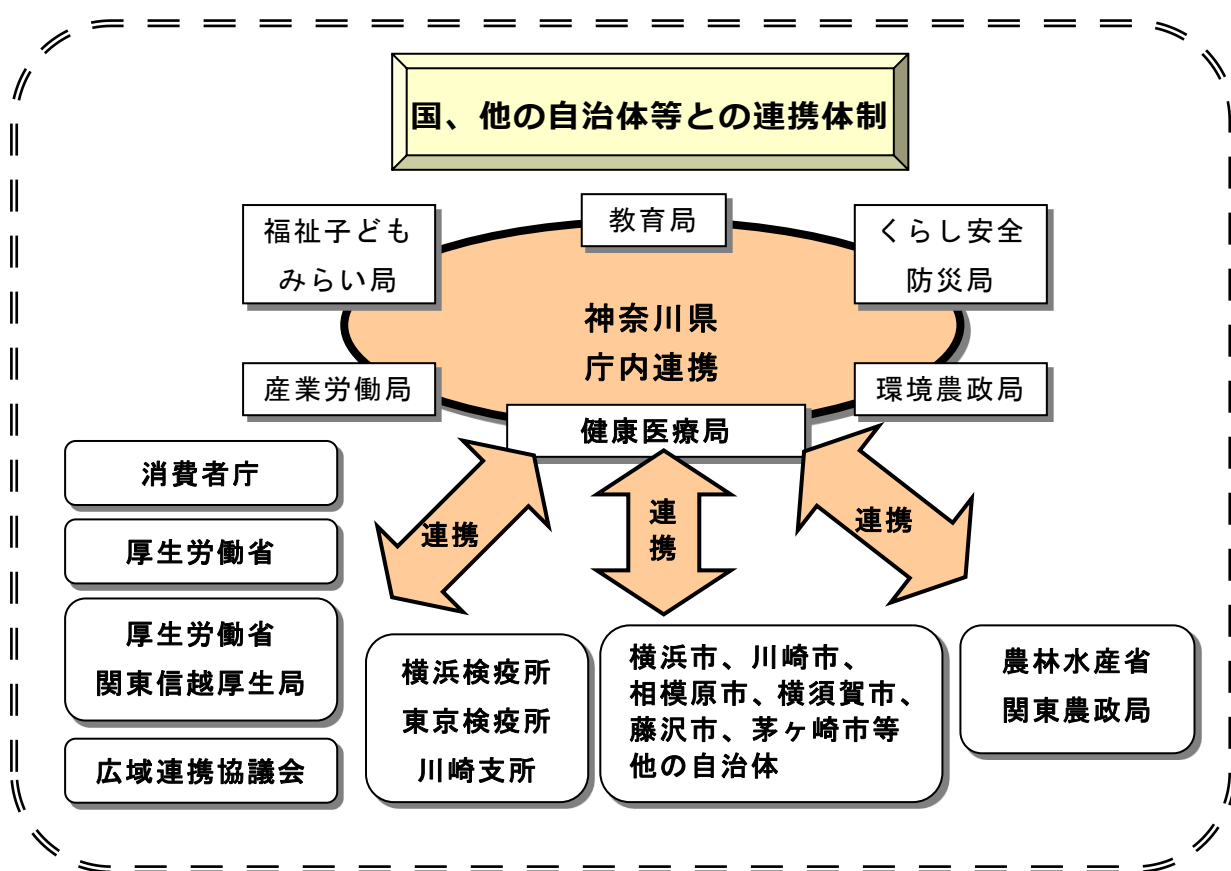 国、他の自治体等との連携体制
福祉子ども
みらい局
教育局
くらし安全
防災局
神奈川県
庁内連携
産業労働局
環境農政局
健康医療局
消費者庁
厚生労働省
厚生労働省
関東信越厚生局
広域連携協議会
連携
連
携
連携
横浜検疫所
東京検疫所
川崎支所
横浜市、川崎市、
相模原市、横須賀市、
藤沢市、茅ヶ崎市等
他の自治体
農林水産省
関東農政局